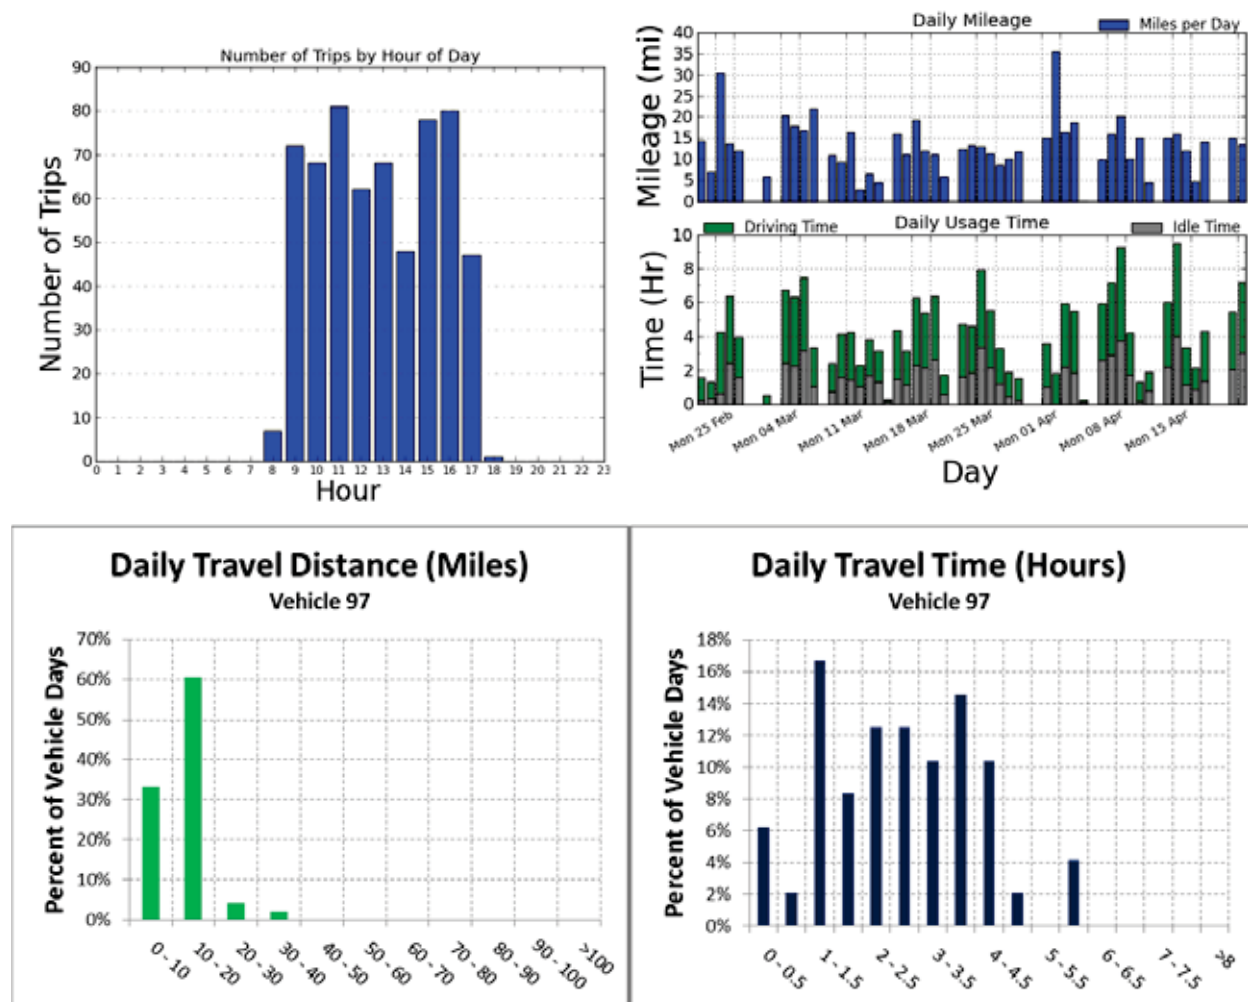 Number of Trips by Hour of Day
Number of Trips
90
80
70
60
50
40
30
20
10
0
0 1 2 3 4 5 6 7 8 9 10 11 12 13 14 15 16 17 18 19 20 21 22 23
Hour
Daily Mileage
Miles per Day
Mileage (mi)
40
35
30
25
20
15
10
5
0
Driving Time
Daily Usage Time
Idle Time
Time (Hr)
10
8
6
4
2
0
Mon 25 Feb
Mon 04 Mar
Mon 11 Mar
Mon 18 Mar
Mon 25 Mar
Mon 01 Apr
Mon 08 Apr
Mon 15 Apr
Day
Daily Travel Distance (Miles)
Vehicle 97
Percent of Vehicle Days
70%
60%
50%
40%
30%
20%
10%
0%
0 - 10
10 - 20
20 - 30
30 - 40
40 - 50
50 - 60
60 - 70
70 - 80
80 - 90
90 - 100
>100
Daily Travel Time (Hours)
Vehicle 97
Percent of Vehicle Days
18%
16%
14%
12%
10%
8%
6%
4%
2%
0%
0 - 0.5
1 - 1.5
2 - 2.5
3 - 3.5
4 - 4.5
5 - 5.5
6 - 6.5
7 - 7.5
>8